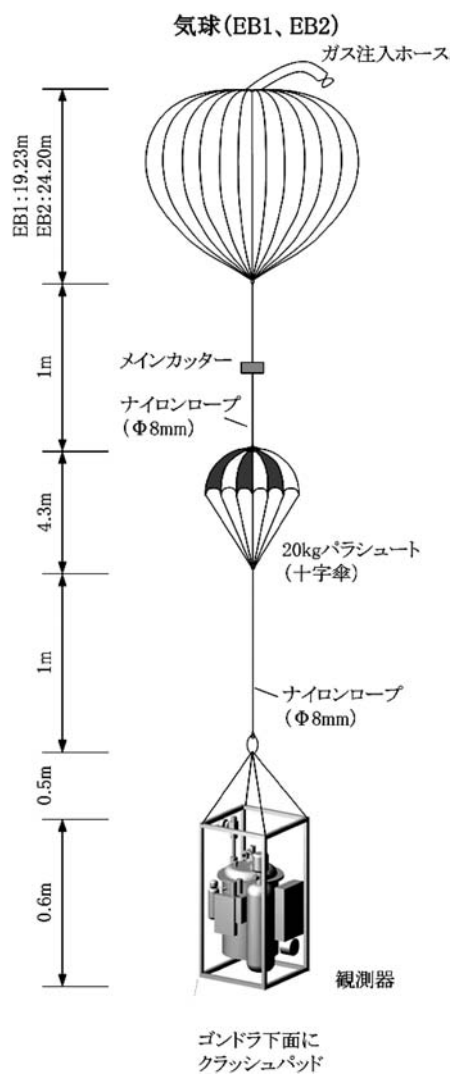 気球(EB1、EB2)
ガス注入ホース
EB1:19.23m
EB2:24.20m
1m
メインカッター
ナイロンロープ
(Φ8mm)
4.3m
20kgパラシュート
(十字傘)
1m
ナイロンロープ
(Φ8mm)
0.5m
0.6m
観測器
ゴンドラ下面に
クラッシュパッド